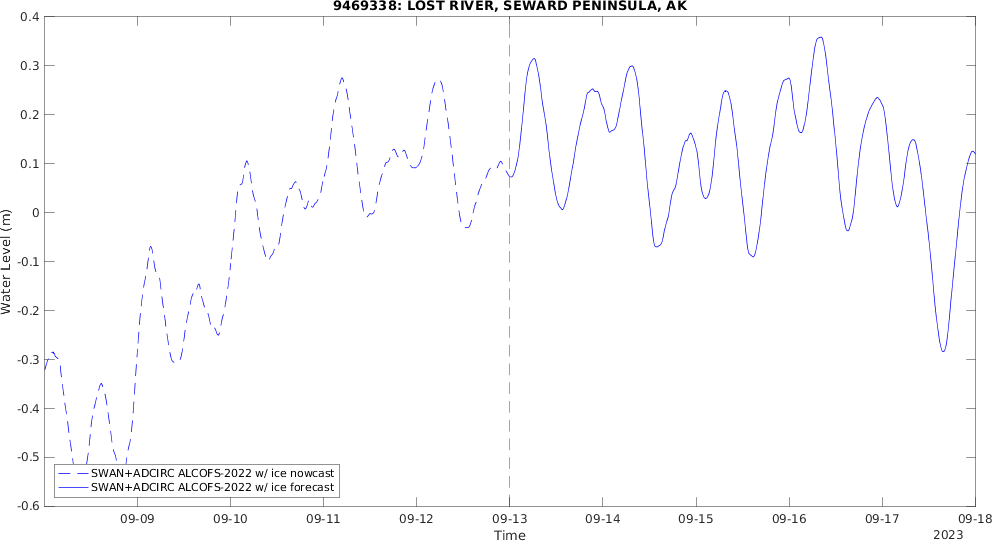 9469338: LOST RIVER, SEWARD PENINSULA, AK
0.4
0.3
0.2
0.1
0
-0.1
-0.2
-0.3
-0.4
-0.5
-0.6
Water Level (m)
SWAN+ADCIRC ALCOFS-2022 w/ ice nowcast
SWAN+ADCIRC ALCOFS-2022 w/ ice forecast
09-09 09-10 09-11 09-12 09-13 09-14 09-15 09-16 09-17 09-18
Time
2023